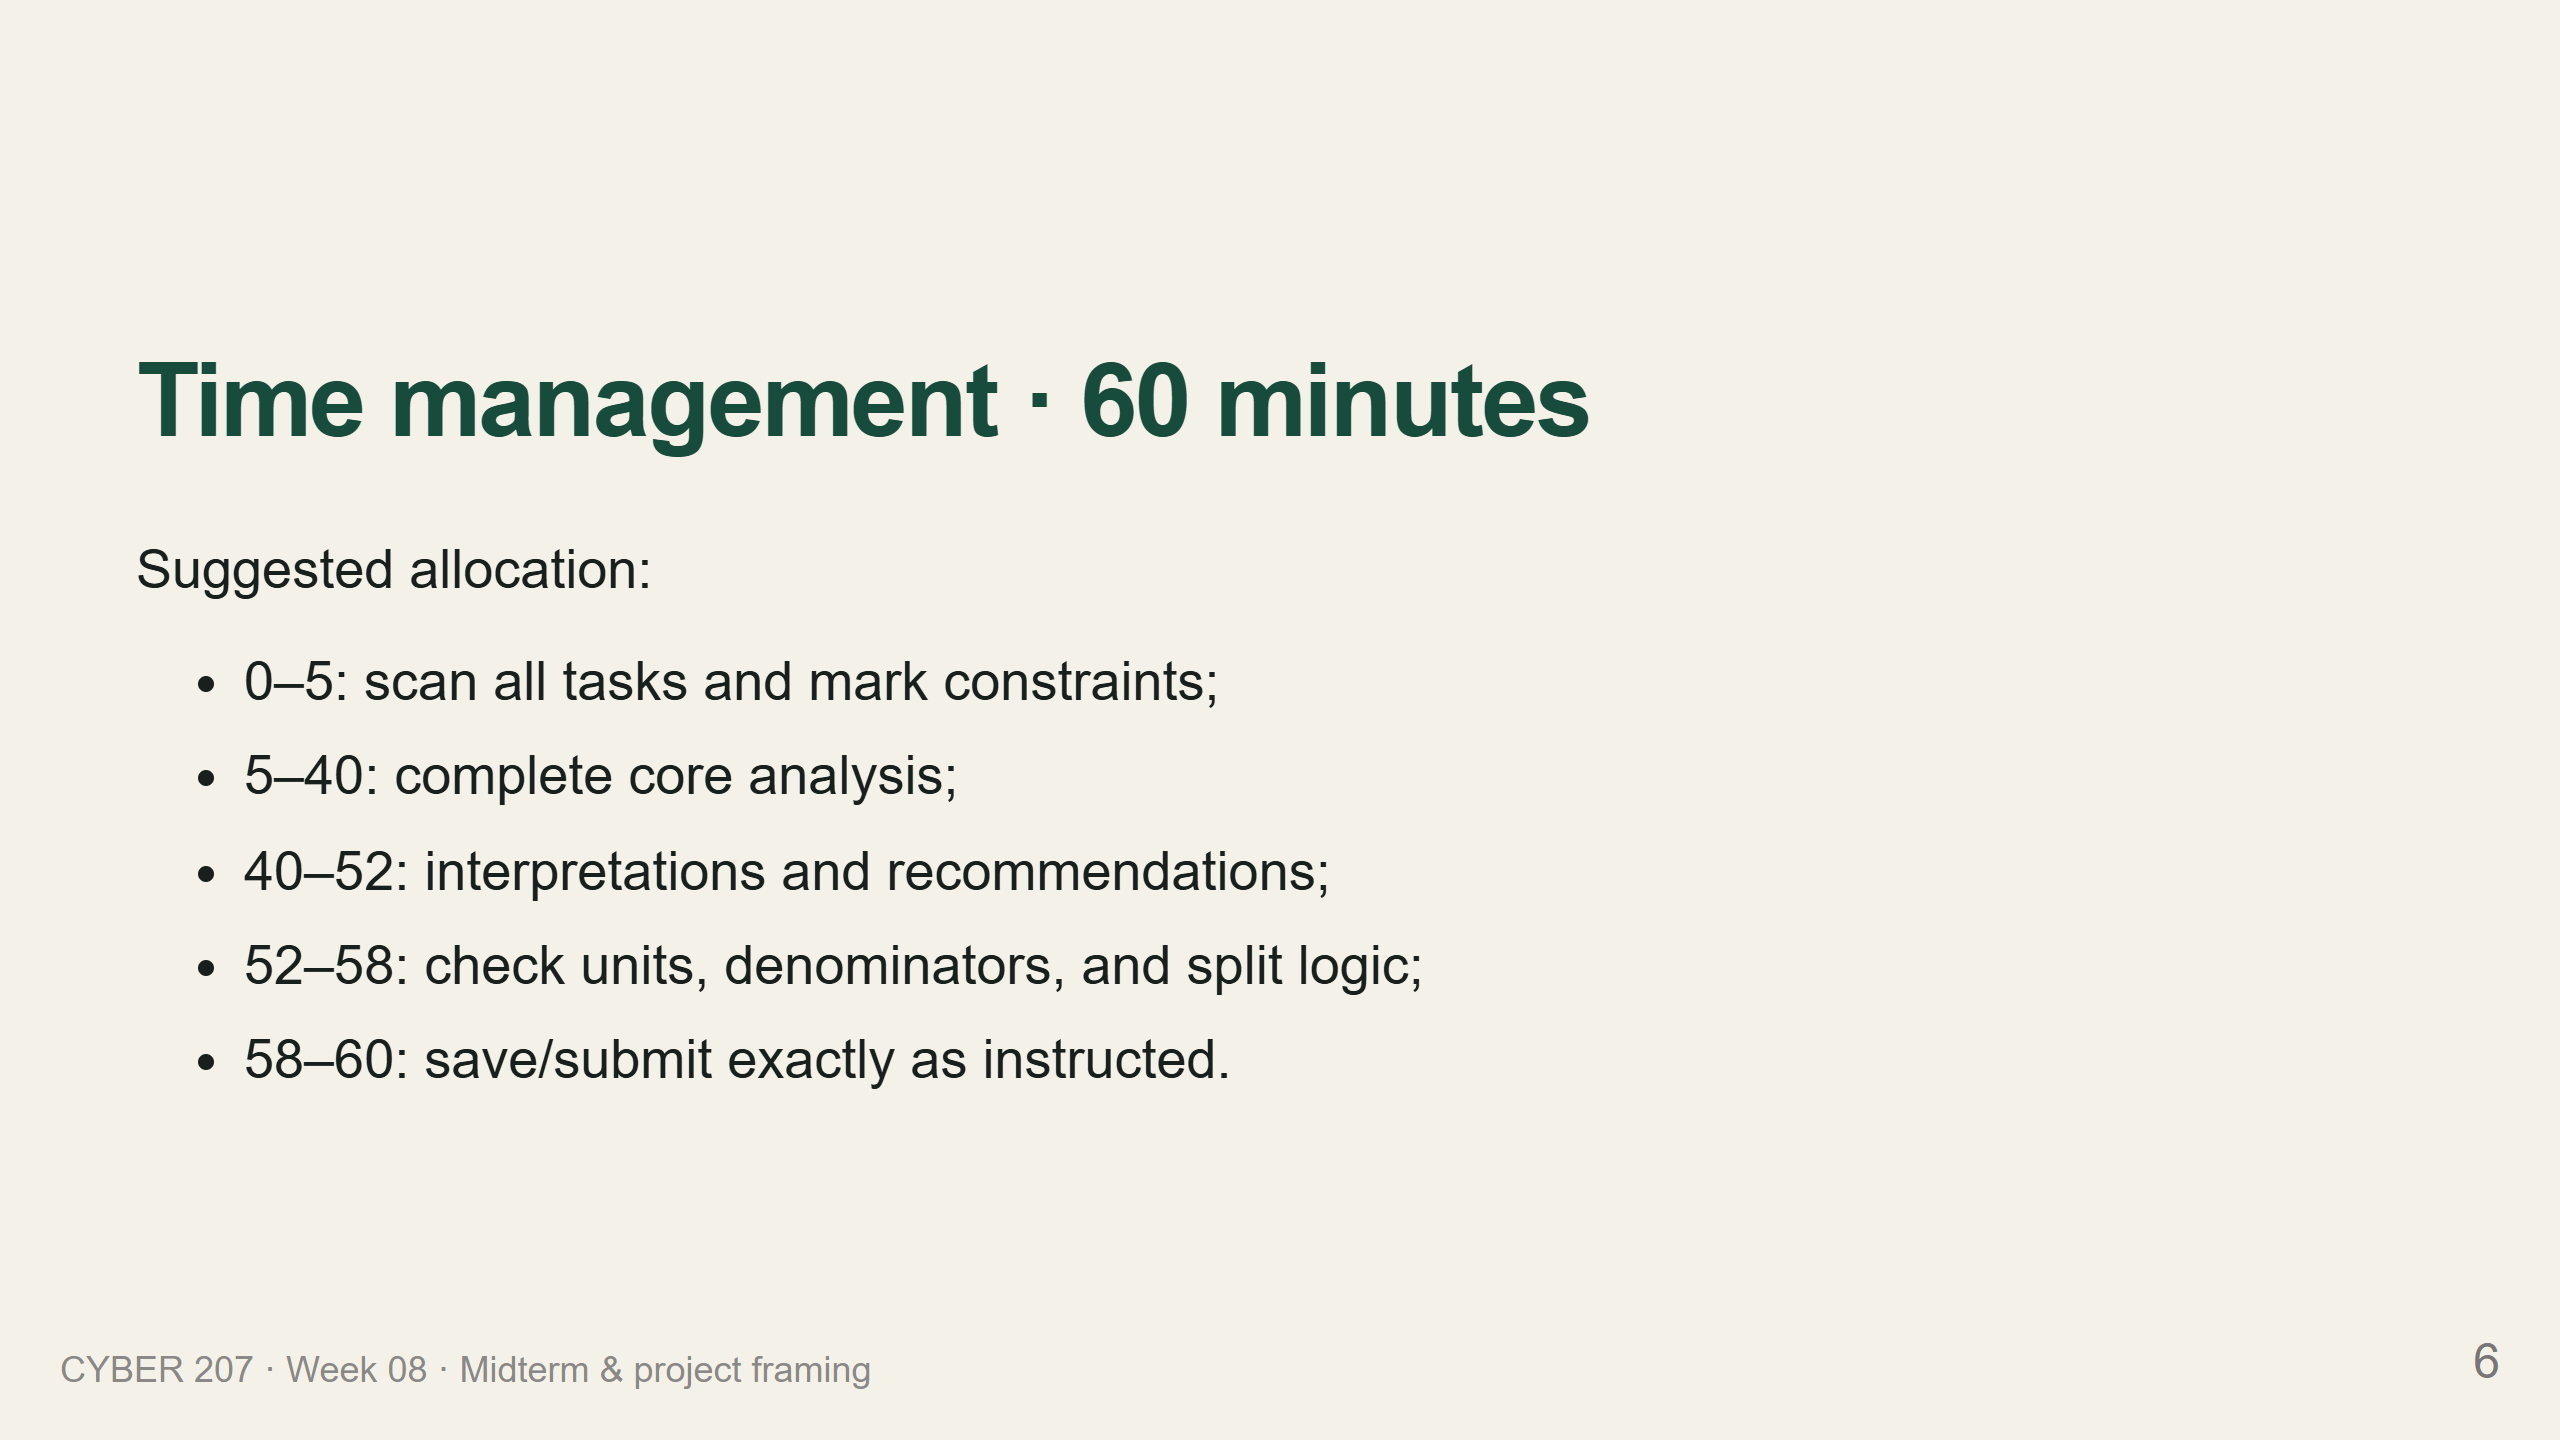 Time management · 60 minutes
Suggested allocation:
• 0–5: scan all tasks and mark constraints;
• 5–40: complete core analysis;
• 40–52: interpretations and recommendations;
• 52–58: check units, denominators, and split logic;
• 58–60: save/submit exactly as instructed.
CYBER 207 · Week 08 · Midterm & project framing
6